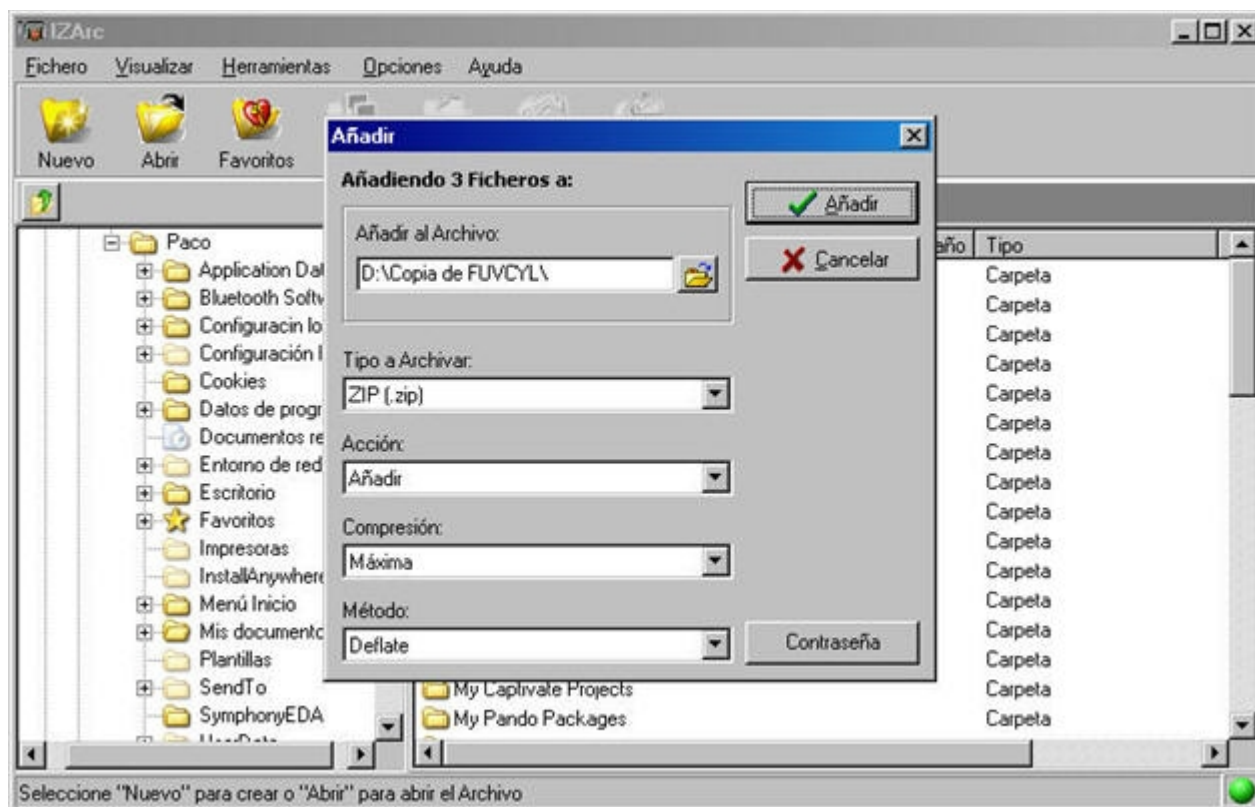 IZArc
Fichero Visualizar Herramientas Opciones Ayuda
Nuevo Abrir Favoritos
Añadir
Añadiendo 3 Ficheros a:
Añadir al Archivo:
D:\Copia de FUVCYL\
Añadir
Cancelar
Tipo a Archivar:
ZIP (.zip)
Acción:
Añadir
Compresión:
Máxima
Método:
Deflate
Contraseña
Paco
Application Dat
Bluetooth Softw
Configuracin lo
Configuración l
Cookies
Datos de progr
Documentos re
Entorno de red
Escritorio
Favoritos
Impresoras
InstallAnywhere
Menú Inicio
Mis documento
Plantillas
SendTo
SymphonyEDA
año Tipo
Carpeta
Carpeta
Carpeta
Carpeta
Carpeta
Carpeta
Carpeta
Carpeta
Carpeta
Carpeta
Carpeta
Carpeta
Carpeta
Carpeta
My Captivate Projects Carpeta
My Pando Packages Carpeta
Seleccione "Nuevo" para crear o "Abrir" para abrir el Archivo